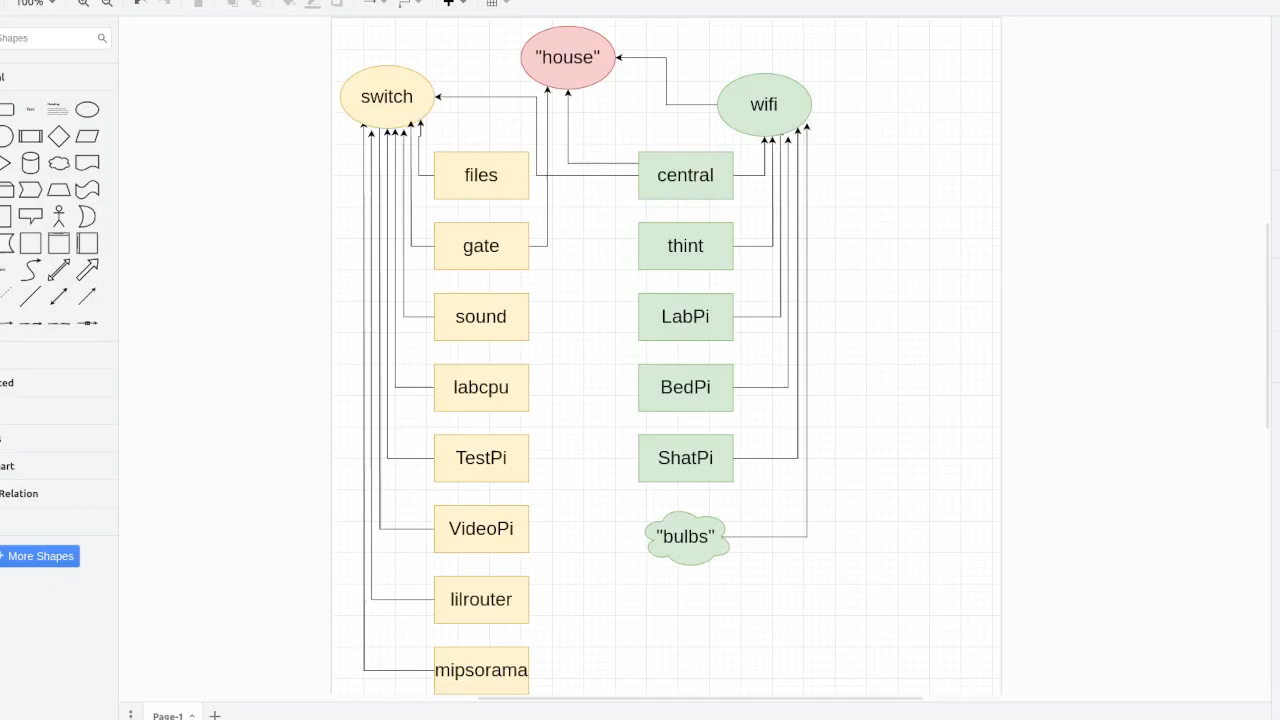 100%
Shapes
"house"
switch
wifi
files
central
gate
thint
sound
LabPi
labcpu
BedPi
TestPi
ShatPi
VideoPi
"bulbs"
lilrouter
mipsorama
Relation
+ More Shapes
Page-1